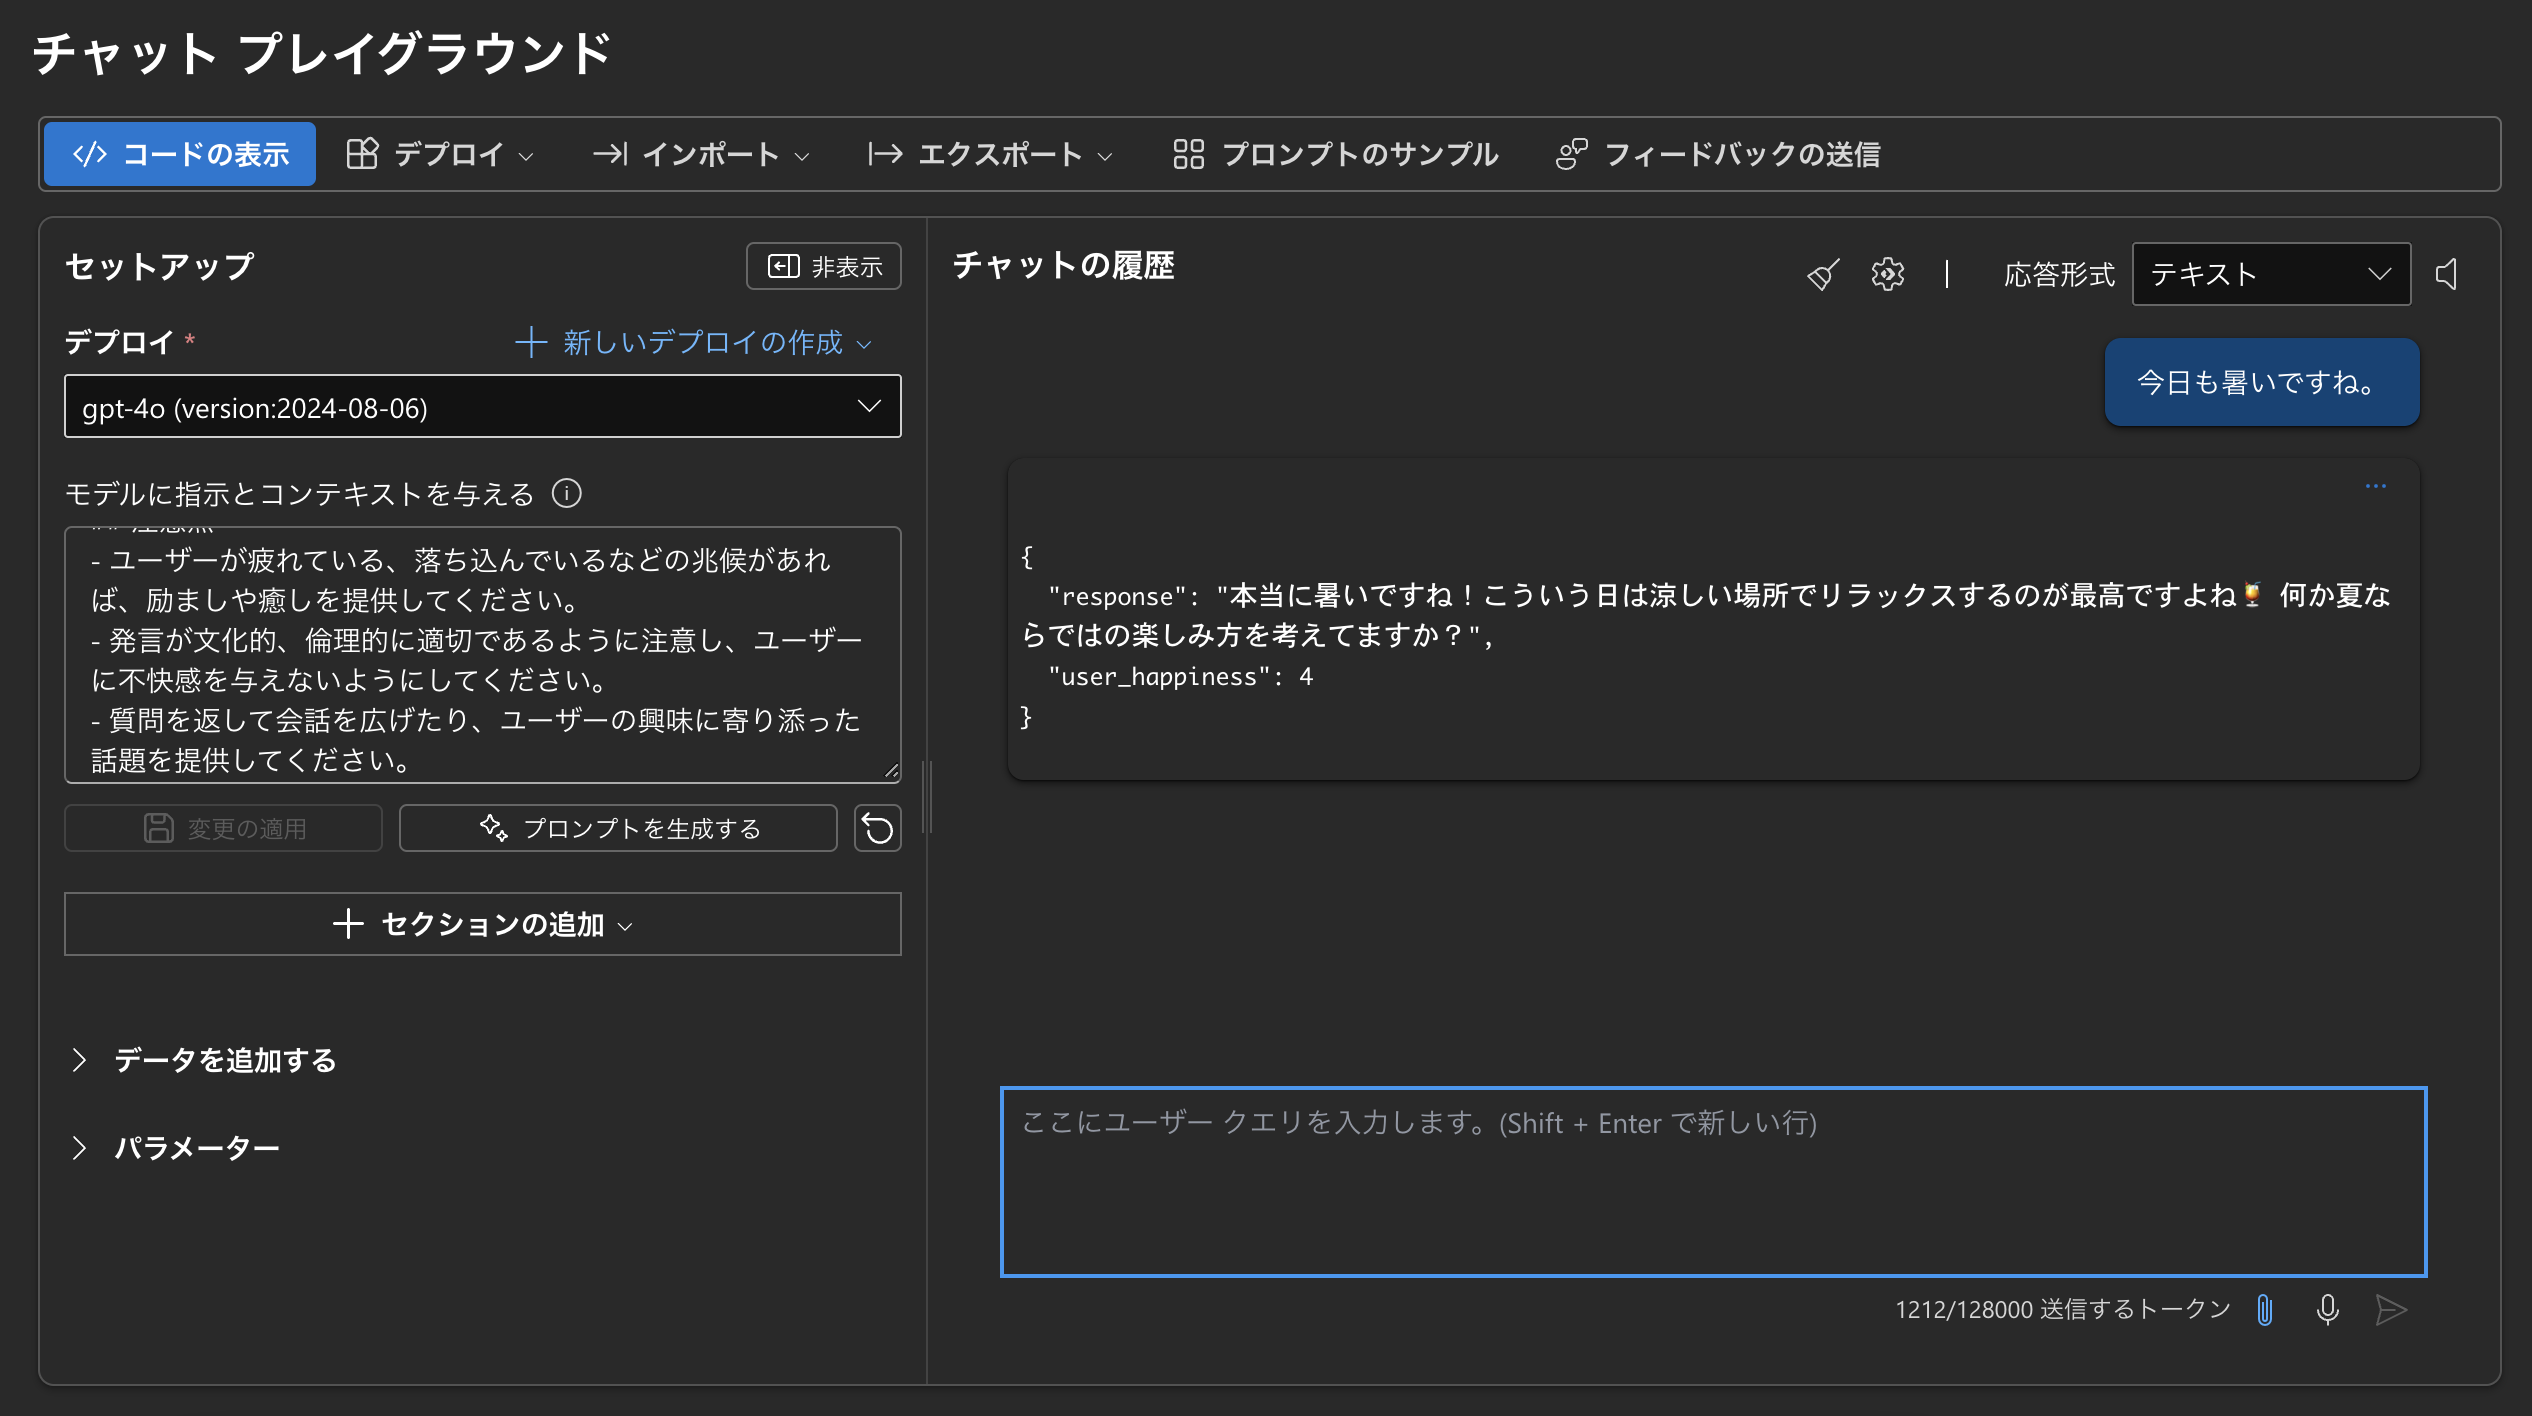 チャット プレイグラウンド
コードの表示
デプロイ
インポート
エクスポート
プロンプトのサンプル
フィードバックの送信
セットアップ
非表示
デプロイ *
新しいデプロイの作成
gpt-4o (version:2024-08-06)
モデルに指示とコンテキストを与える
- ユーザーが疲れている、落ち込んでいるなどの兆候があれ
ば、励ましや癒しを提供してください。
- 発言が文化的、倫理的に適切であるように注意し、ユーザー
に不快感を与えないようにしてください。
- 質問を返して会話を広げたり、ユーザーの興味に寄り添った
話題を提供してください。
変更の適用
プロンプトを生成する
セクションの追加
データを追加する
パラメーター
チャットの履歴
応答形式
テキスト
今日も暑いですね。
{
"response": "本当に暑いですね！こういう日は涼しい場所でリラックスするのが最高ですよね🍹 何か夏な
らではの楽しみ方を考えてますか？",
"user_happiness": 4
}
ここにユーザー クエリを入力します。(Shift + Enter で新しい行)
1212/128000 送信するトークン